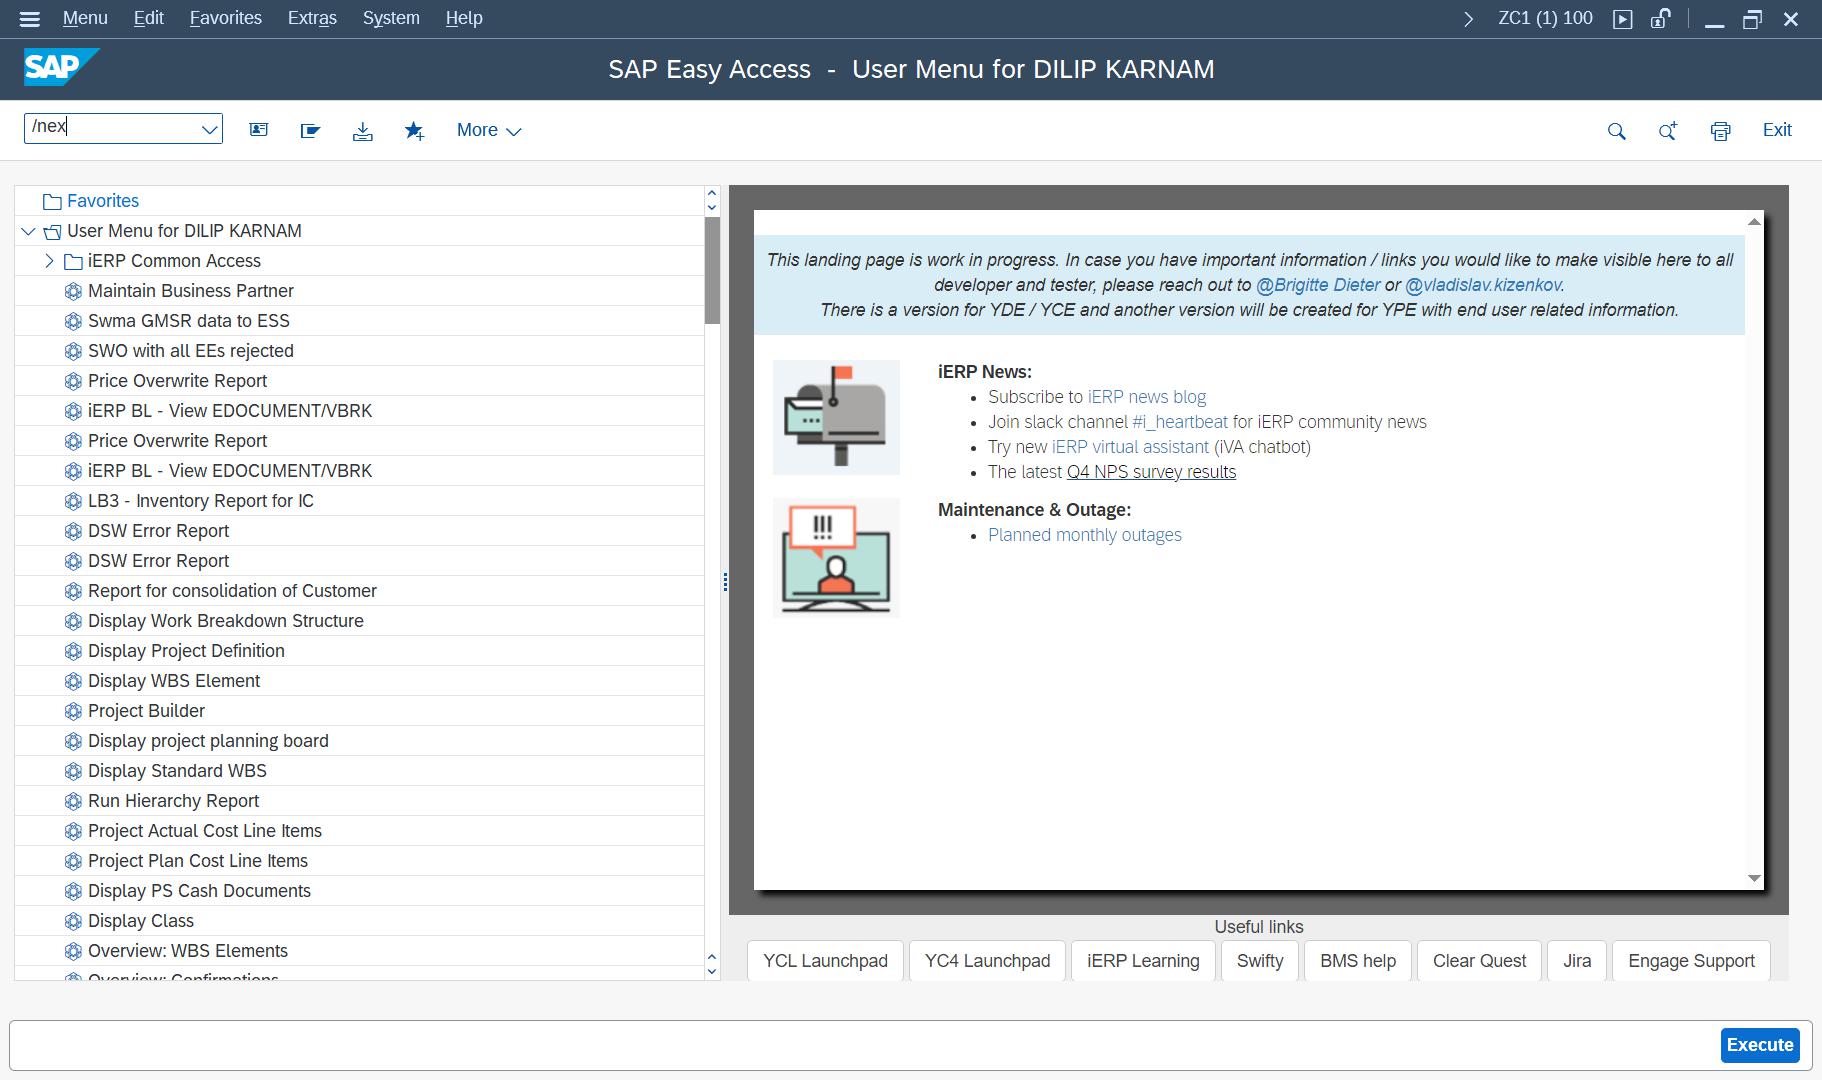 Menu Edit Favorites Extras System Help ZC1 (1) 100
SAP SAP Easy Access - User Menu for DILIP KARNAM
/nex More Exit
Favorites
User Menu for DILIP KARNAM
iERP Common Access
Maintain Business Partner
Swma GMSR data to ESS
SWO with all EEs rejected
Price Overwrite Report
iERP BL - View EDOCUMENT/VBRK
Price Overwrite Report
iERP BL - View EDOCUMENT/VBRK
LB3 - Inventory Report for IC
DSW Error Report
DSW Error Report
Report for consolidation of Customer
Display Work Breakdown Structure
Display Project Definition
Display WBS Element
Project Builder
Display project planning board
Display Standard WBS
Run Hierarchy Report
Project Actual Cost Line Items
Project Plan Cost Line Items
Display PS Cash Documents
Display Class
Overview: WBS Elements
Overview: Confirmations
This landing page is work in progress. In case you have important information / links you would like to make visible here to all
developer and tester, please reach out to @Brigitte Dieter or @vladislav.kizenkov.
There is a version for YDE / YCE and another version will be created for YPE with end user related information.
iERP News:
Subscribe to iERP news blog
Join slack channel #i_heartbeat for iERP community news
Try new iERP virtual assistant (iVA chatbot)
The latest Q4 NPS survey results
!!!
Maintenance & Outage:
Planned monthly outages
Useful links
YCL Launchpad YC4 Launchpad iERP Learning Swifty BMS help Clear Quest Jira Engage Support
Execute